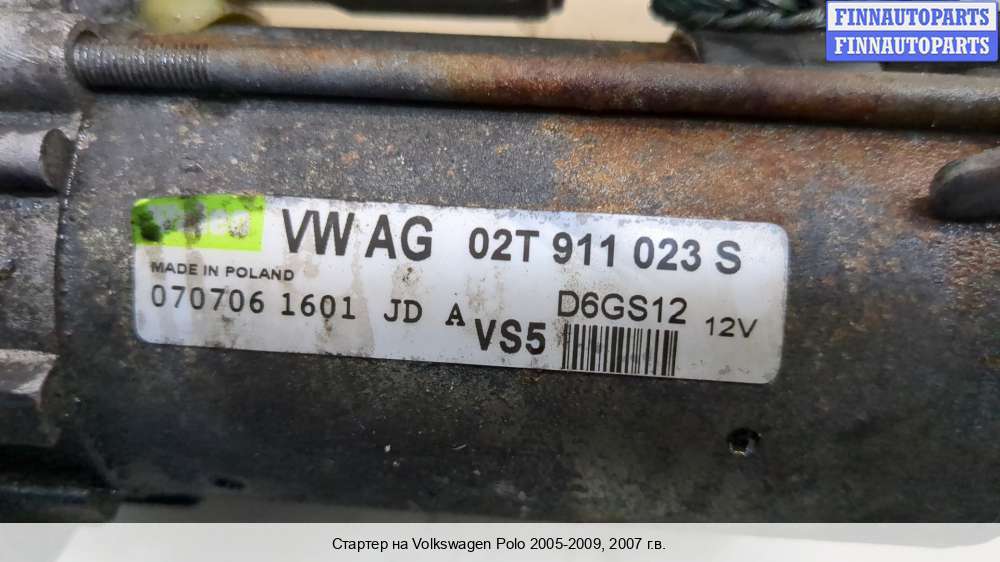 FINNAUTOPARTS
FINNAUTOPARTS
VW AG 02T 911 023 S
MADE IN POLAND
070706 1601 JD A
VS5
D6GS12
12V
Стартер на Volkswagen Polo 2005-2009, 2007 г.в.